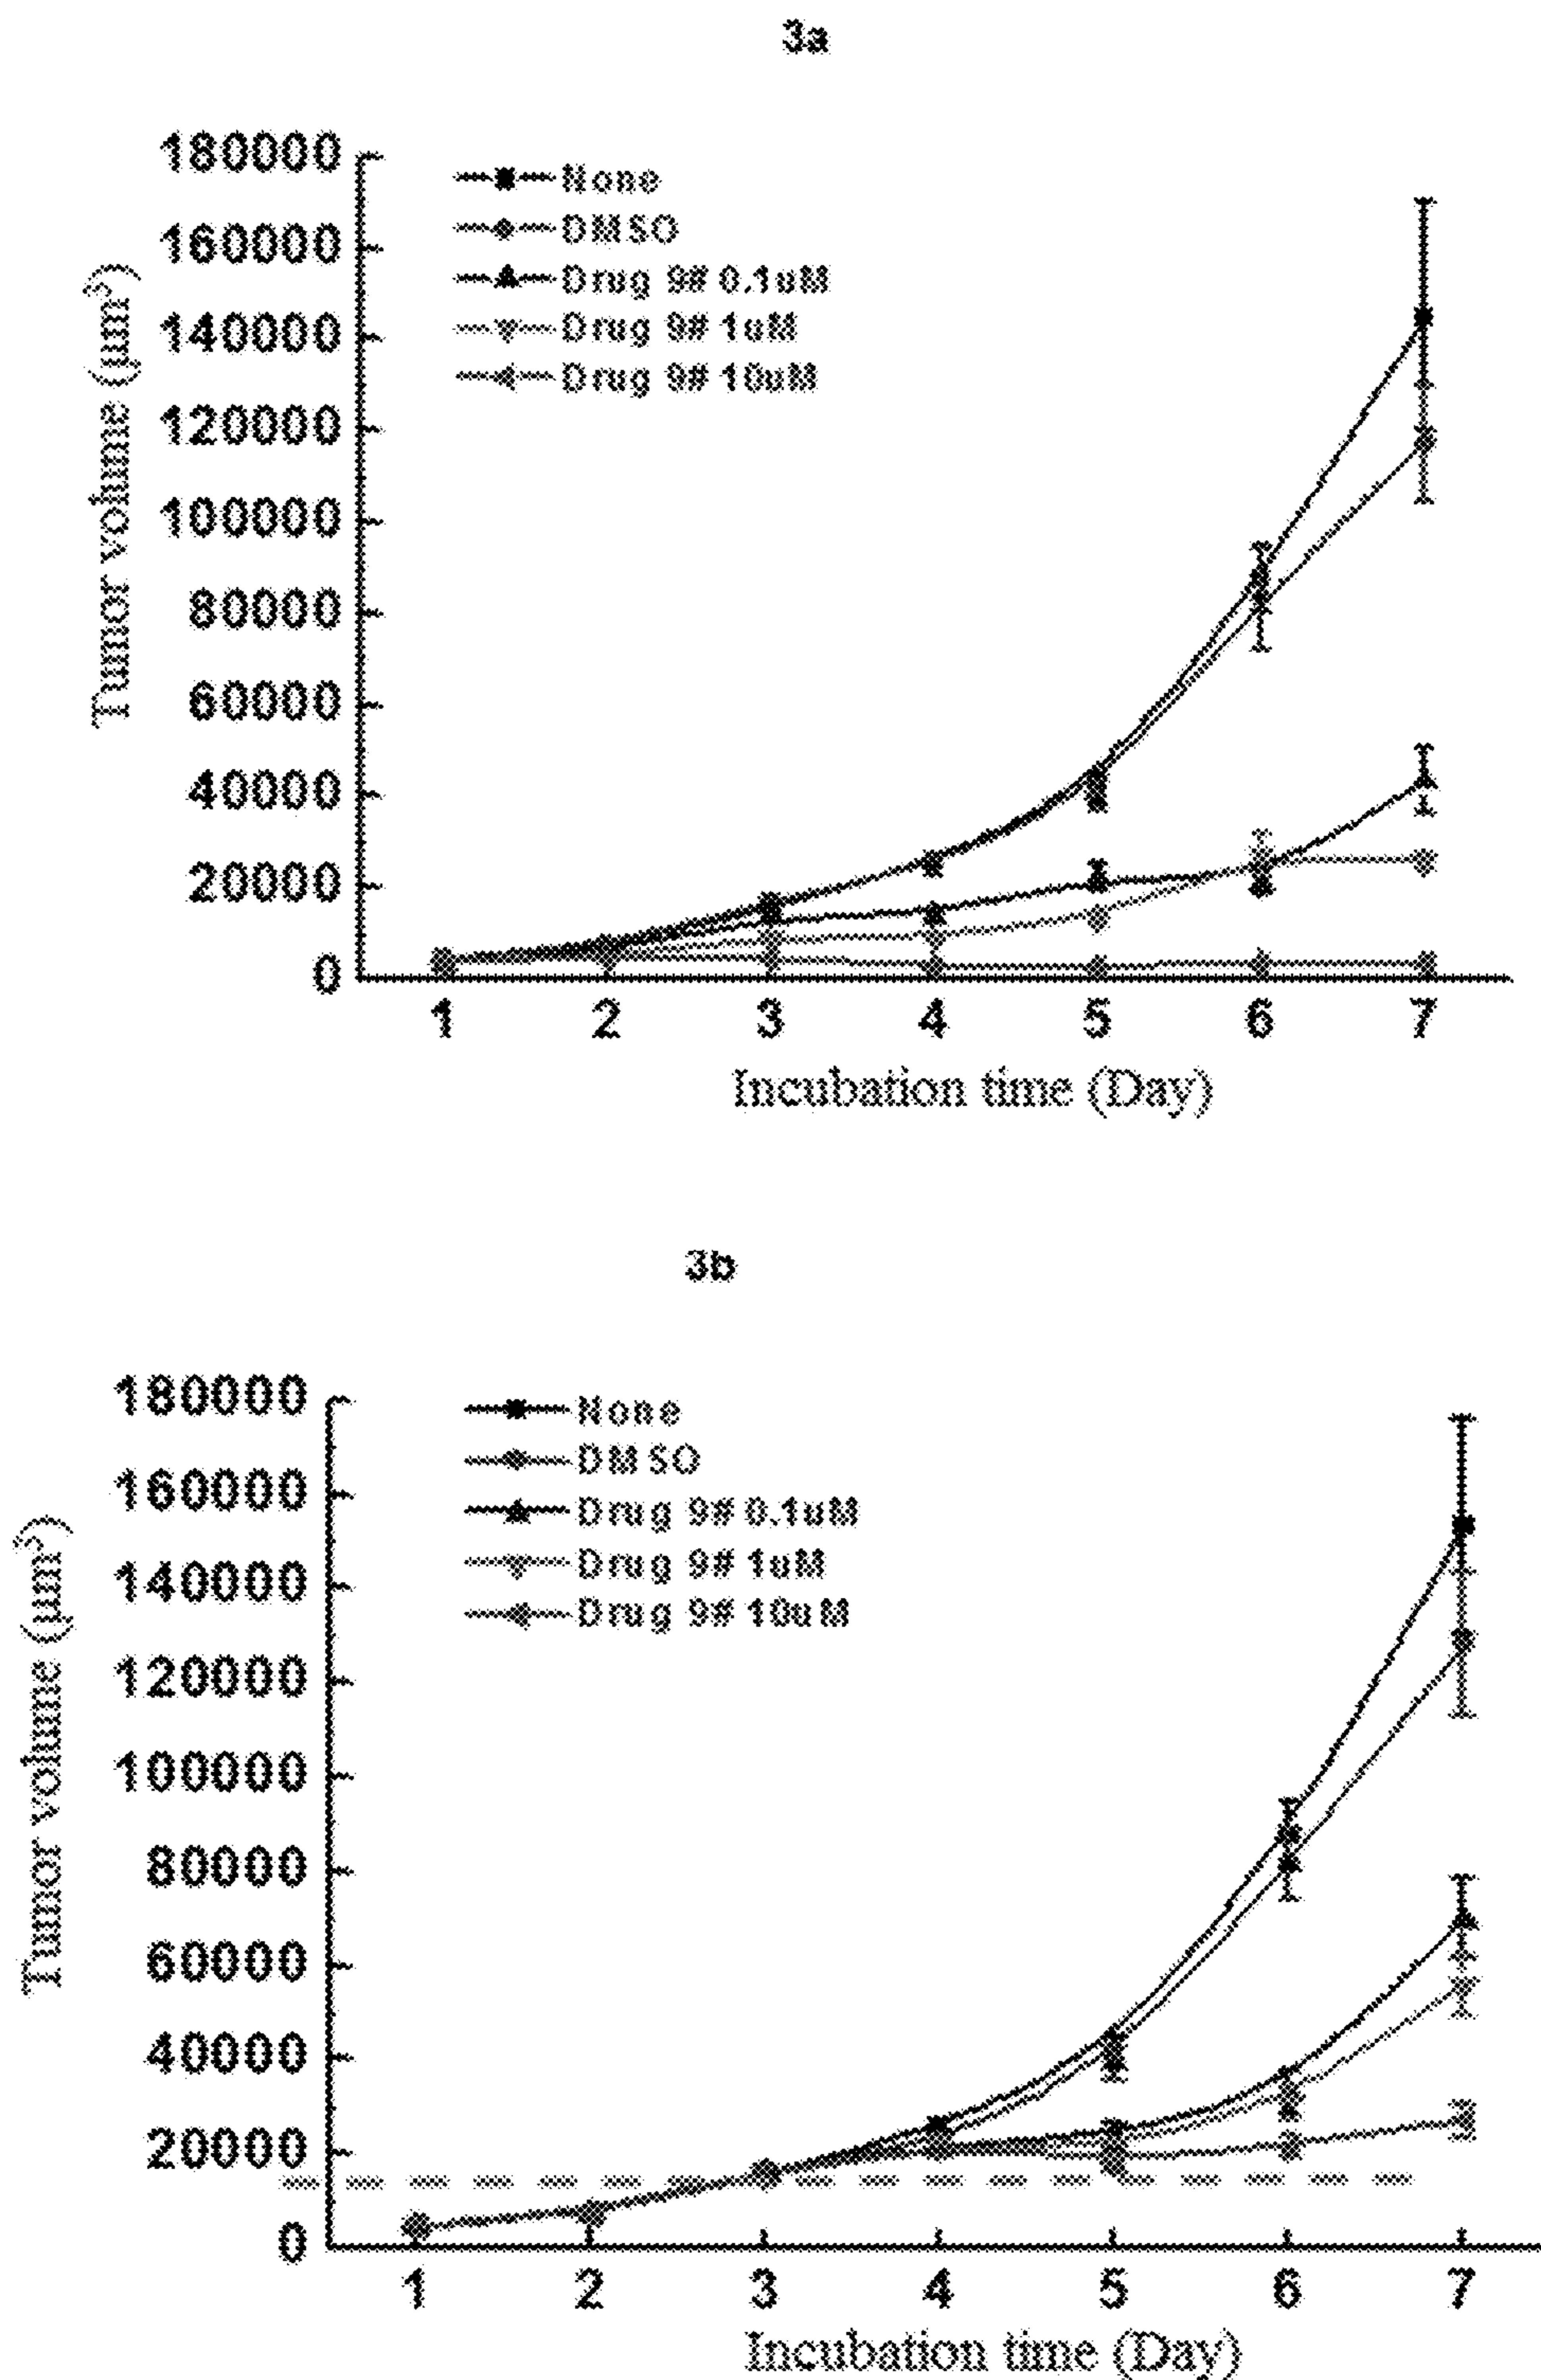 3a
180000
160000
140000
120000
100000
80000
60000
40000
20000
0
Tumor volume (μm³)
None
DMSO
Drug 9# 0.1uM
Drug 9# 1uM
Drug 9# 10uM
1 2 3 4 5 6 7
Incubation time (Day)
3b
180000
160000
140000
120000
100000
80000
60000
40000
20000
0
Tumor volume (μm³)
None
DMSO
Drug 9# 0.1uM
Drug 9# 1uM
Drug 9# 10uM
1 2 3 4 5 6 7
Incubation time (Day)